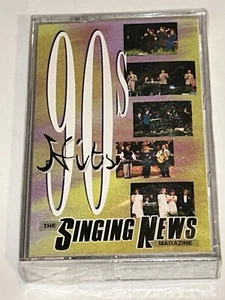 90s
Hits
THE SINGING NEWS
MAGAZINE